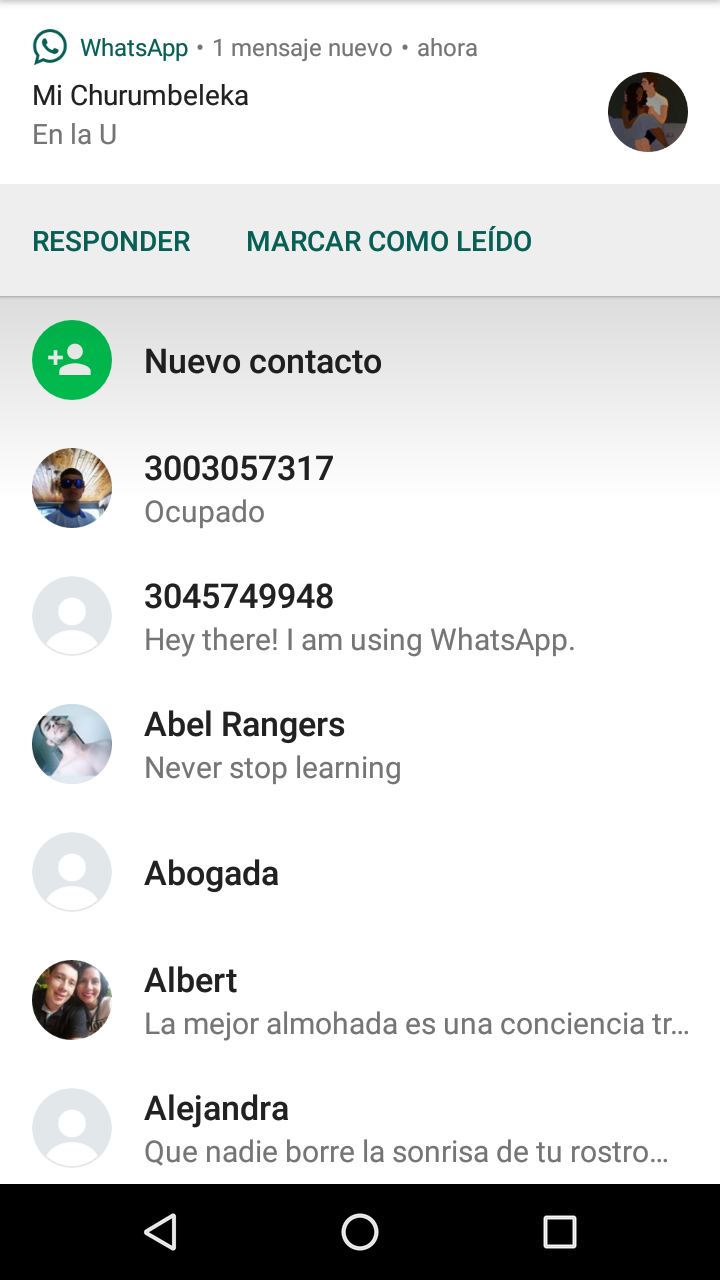 WhatsApp • 1 mensaje nuevo • ahora
Mi Churumbeleka
En la U
RESPONDER MARCAR COMO LEÍDO
Nuevo contacto
3003057317
Ocupado
3045749948
Hey there! I am using WhatsApp.
Abel Rangers
Never stop learning
Abogada
Albert
La mejor almohada es una conciencia tr...
Alejandra
Que nadie borre la sonrisa de tu rostro...